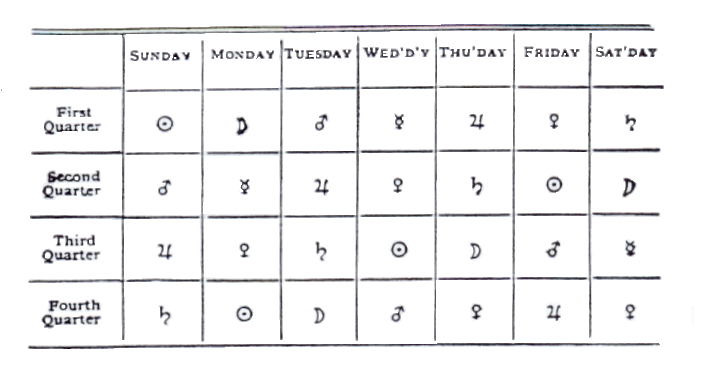 SUNDAY MONDAY TUESDAY WED'D'Y THU'DAY FRIDAY SAT'DAY
First
Quarter ☉ ☽ ♂ ☿ ♃ ♀ ♄
Second
Quarter ♂ ☿ ♃ ♀ ♄ ☉ ☽
Third
Quarter ♃ ♀ ♄ ☉ ☽ ♂ ☿
Fourth
Quarter ♄ ☉ ☽ ♂ ♀ ♃ ♀